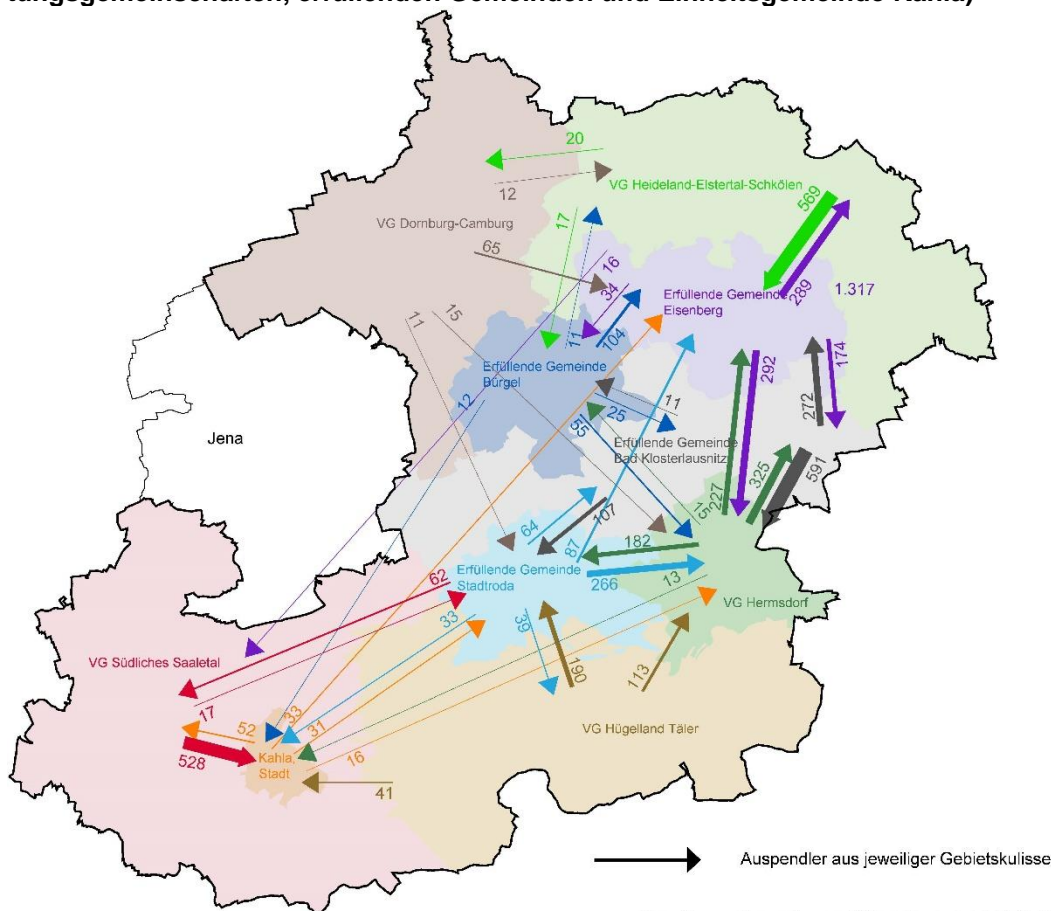 tungsgemeinschaften, erfüllenden Gemeinden und Einheitsgemeinde Kahla)
20
VG Heideland-Elstertal-Schkölen
12
569
VG Dornburg-Camburg
17
65
16
34
289
1.317
Erfüllende Gemeinde
Eisenberg
15
11
11
104
174
292
Erfüllende Gemeinde
Bürgel
12
272
11
25
55
Jena
Erfüllende Gemeinde
Bad Klosterlausnitz
591
325
227
15
107
64
87
182
Erfüllende Gemeinde
Stadtroda
266
13
62
VG Hermsdorf
33
39
VG Südliches Saaletal
190
113
17
33
31
VG Hügelland Täler
52
16
Kahla,
Stadt
528
41
Auspendler aus jeweiliger Gebietskulisse